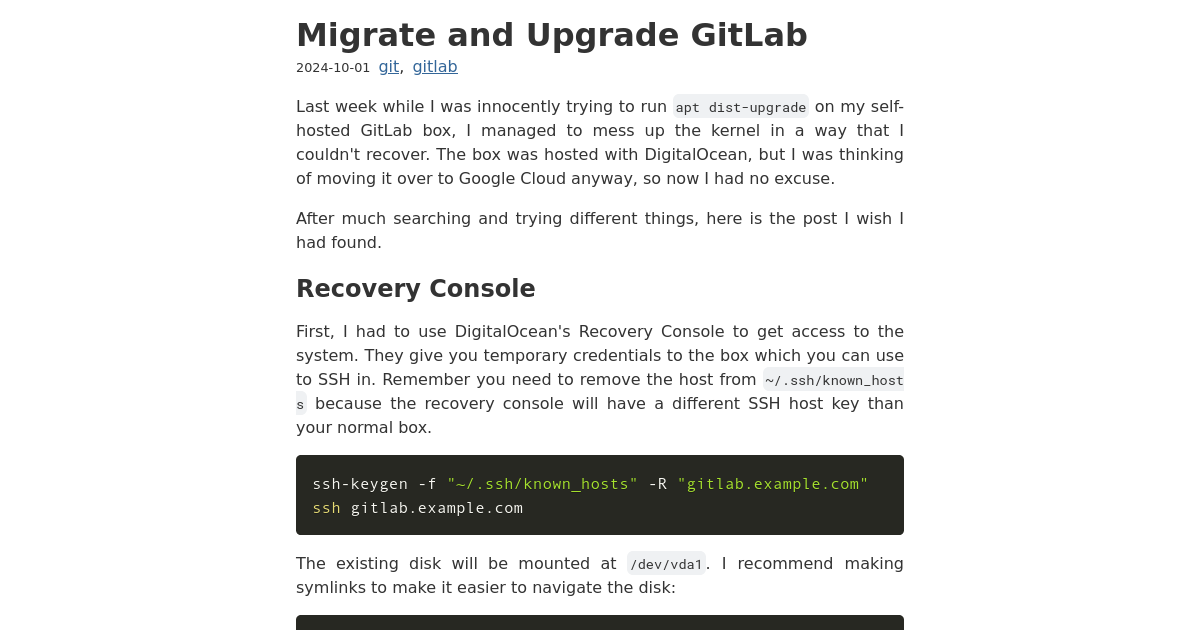 Migrate and Upgrade GitLab
2024-10-01 git, gitlab
Last week while I was innocently trying to run apt dist-upgrade on my self-
hosted GitLab box, I managed to mess up the kernel in a way that I
couldn't recover. The box was hosted with DigitalOcean, but I was thinking
of moving it over to Google Cloud anyway, so now I had no excuse.
After much searching and trying different things, here is the post I wish I
had found.
Recovery Console
First, I had to use DigitalOcean's Recovery Console to get access to the
system. They give you temporary credentials to the box which you can use
to SSH in. Remember you need to remove the host from ~/.ssh/known_host
s because the recovery console will have a different SSH host key than
your normal box.
ssh-keygen -f "~/.ssh/known_hosts" -R "gitlab.example.com"
ssh gitlab.example.com
The existing disk will be mounted at /dev/vda1. I recommend making
symlinks to make it easier to navigate the disk: